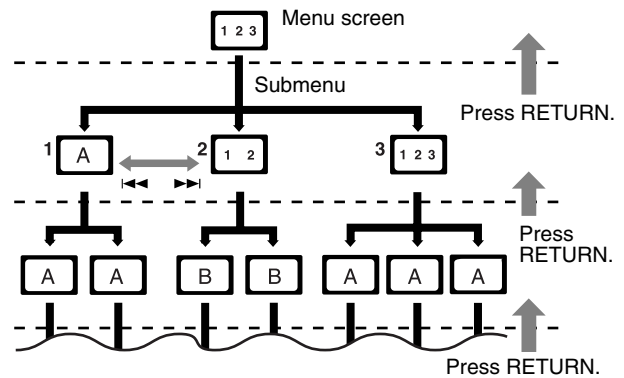 Menu screen
1 2 3
Submenu
Press RETURN.
1 A 2 1 2 3 1 2 3
Press
RETURN.
A A B B A A A
Press RETURN.